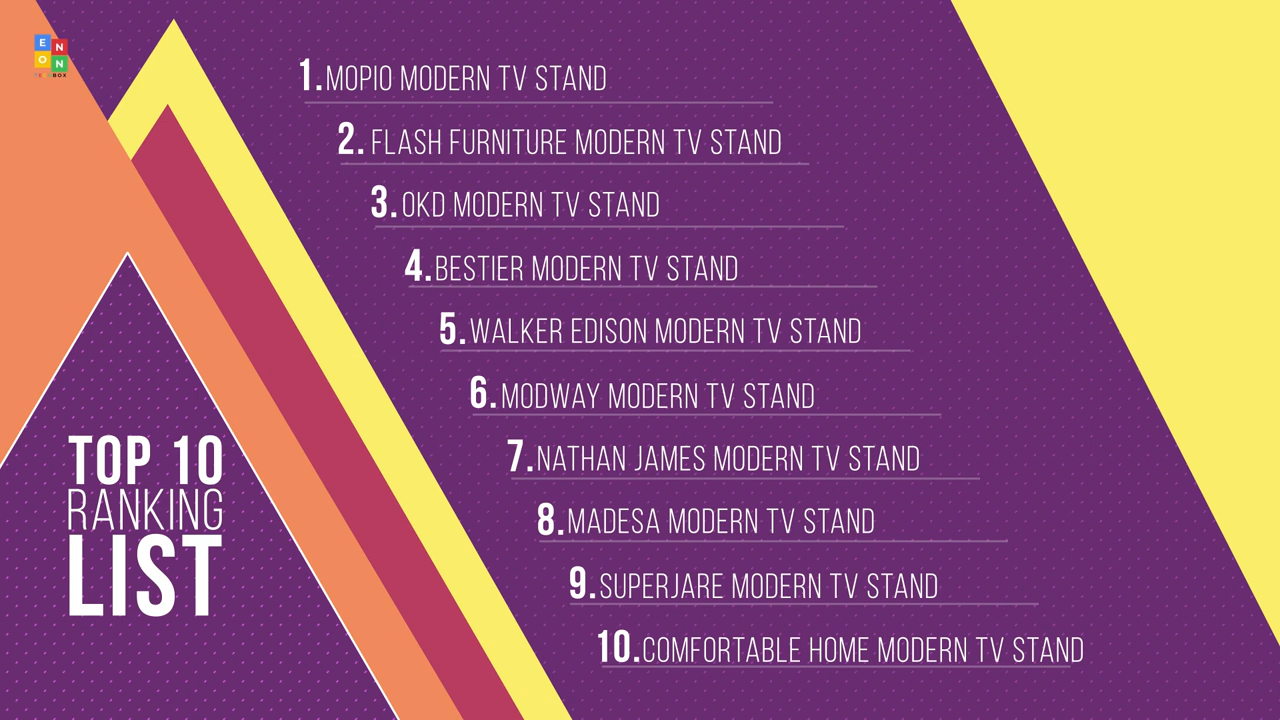 E N
O N
BOX
1. MOPIO MODERN TV STAND
2. FLASH FURNITURE MODERN TV STAND
3. OKD MODERN TV STAND
4. BESTIER MODERN TV STAND
5. WALKER EDISON MODERN TV STAND
6. MODWAY MODERN TV STAND
7. NATHAN JAMES MODERN TV STAND
8. MADESA MODERN TV STAND
9. SUPERJARE MODERN TV STAND
10. COMFORTABLE HOME MODERN TV STAND
TOP 10
RANKING
LIST